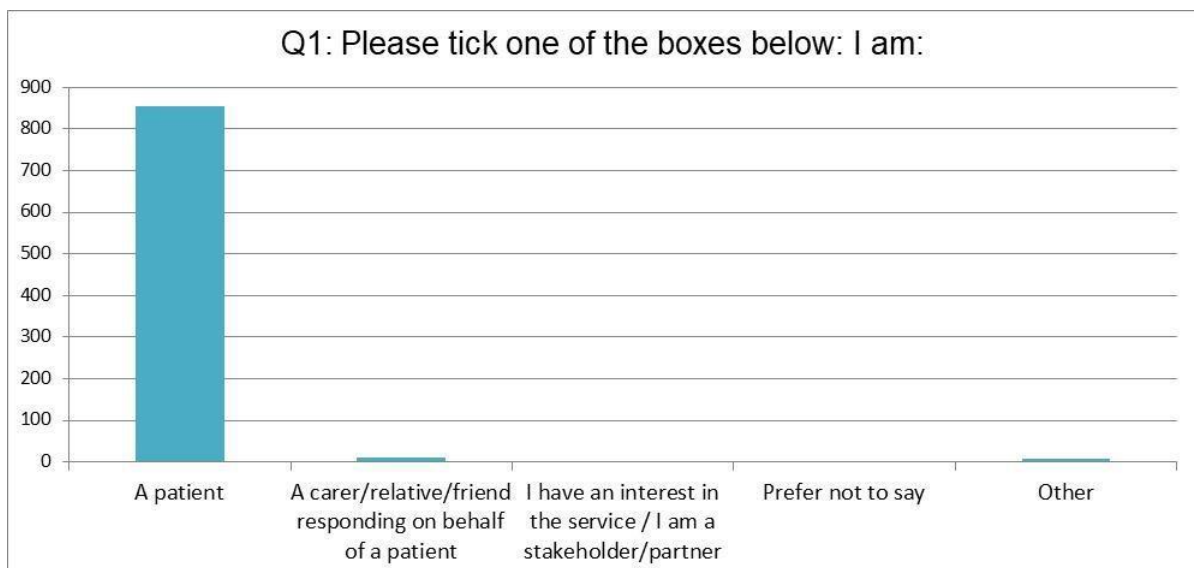 Q1: Please tick one of the boxes below: I am:
900
800
700
600
500
400
300
200
100
0
A patient
A carer/relative/friend
responding on behalf
of a patient
I have an interest in
the service / I am a
stakeholder/partner
Prefer not to say
Other